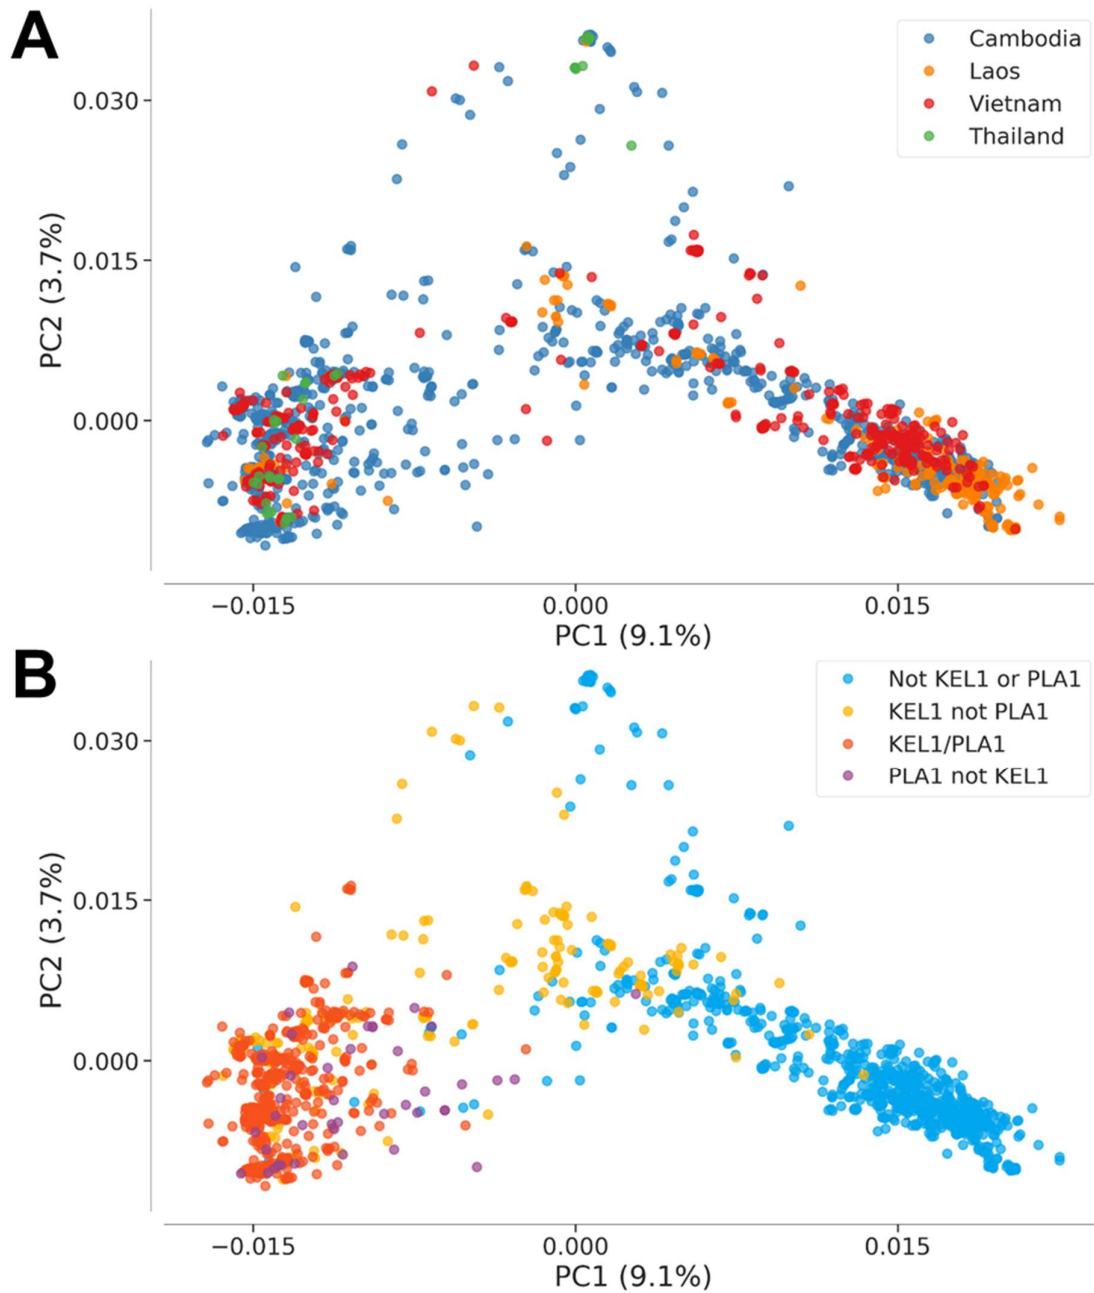 A
Cambodia
Laos
Vietnam
Thailand
0.030
0.015
0.000
PC2 (3.7%)
−0.015 0.000 0.015
PC1 (9.1%)
B
Not KEL1 or PLA1
KEL1 not PLA1
KEL1/PLA1
PLA1 not KEL1
0.030
0.015
0.000
PC2 (3.7%)
−0.015 0.000 0.015
PC1 (9.1%)